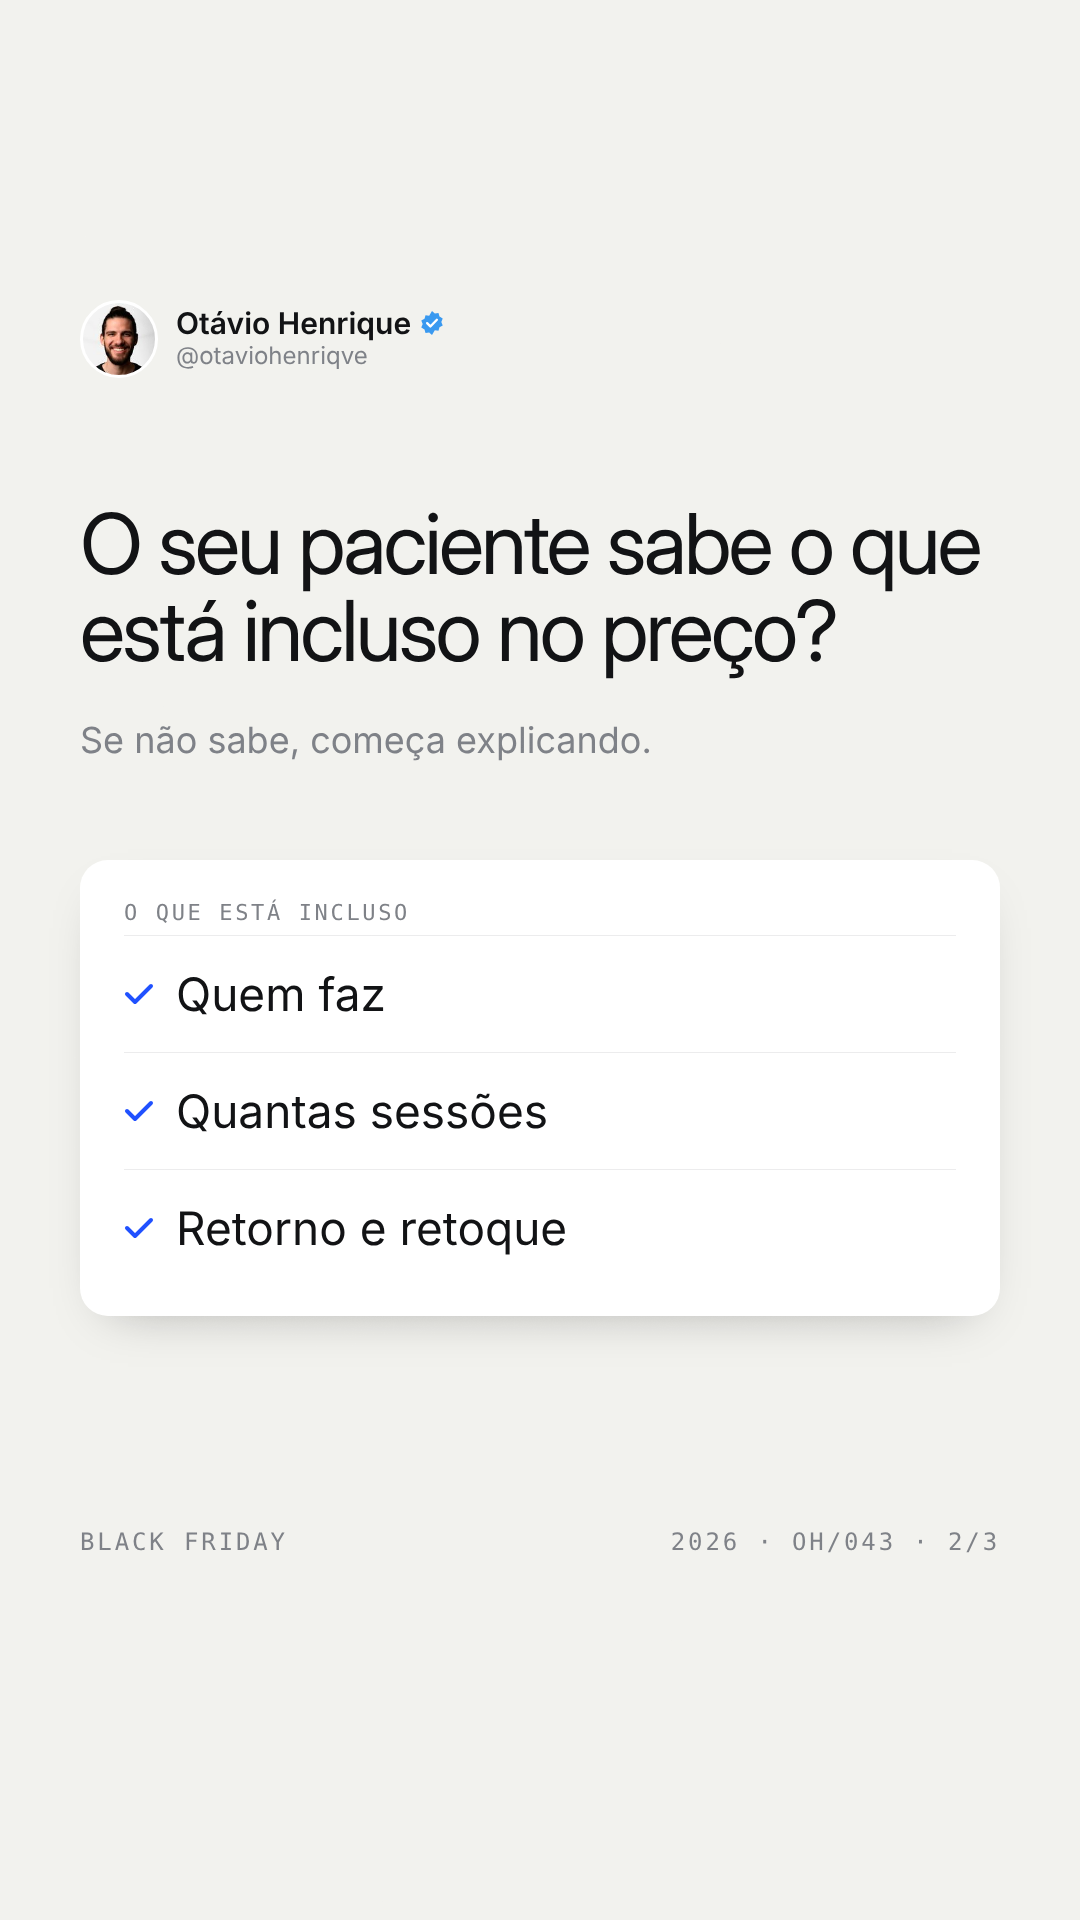 Otávio Henrique
@otaviohenriqve
O seu paciente sabe o que
está incluso no preço?
Se não sabe, começa explicando.
O QUE ESTÁ INCLUSO
Quem faz
Quantas sessões
Retorno e retoque
BLACK FRIDAY
2026 · OH/043 · 2/3